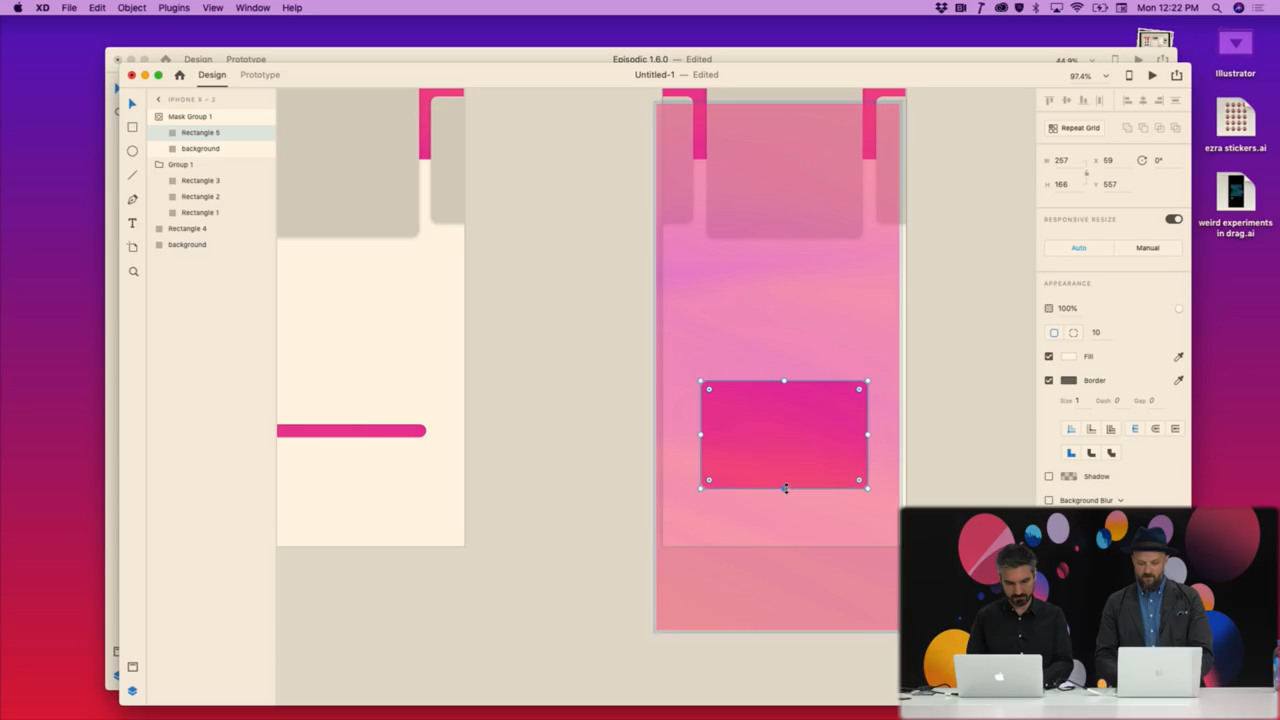 XD File Edit Object Plugins View Window Help
Mon 12:22 PM
Design Prototype
Episodic 1.6.0 — Edited
44.9%
Design Prototype
Untitled-1 — Edited
97.4%
IPHONE X – 2
Mask Group 1
Rectangle 5
background
Group 1
Rectangle 3
Rectangle 2
Rectangle 1
Rectangle 4
background
Repeat Grid
W 257 X 59 0°
H 166 Y 557
RESPONSIVE RESIZE
Auto Manual
APPEARANCE
100%
10
Fill
Border
Size 1 Dash 0 Gap 0
Shadow
Background Blur
Illustrator
ezra stickers.ai
weird experiments
in drag.ai